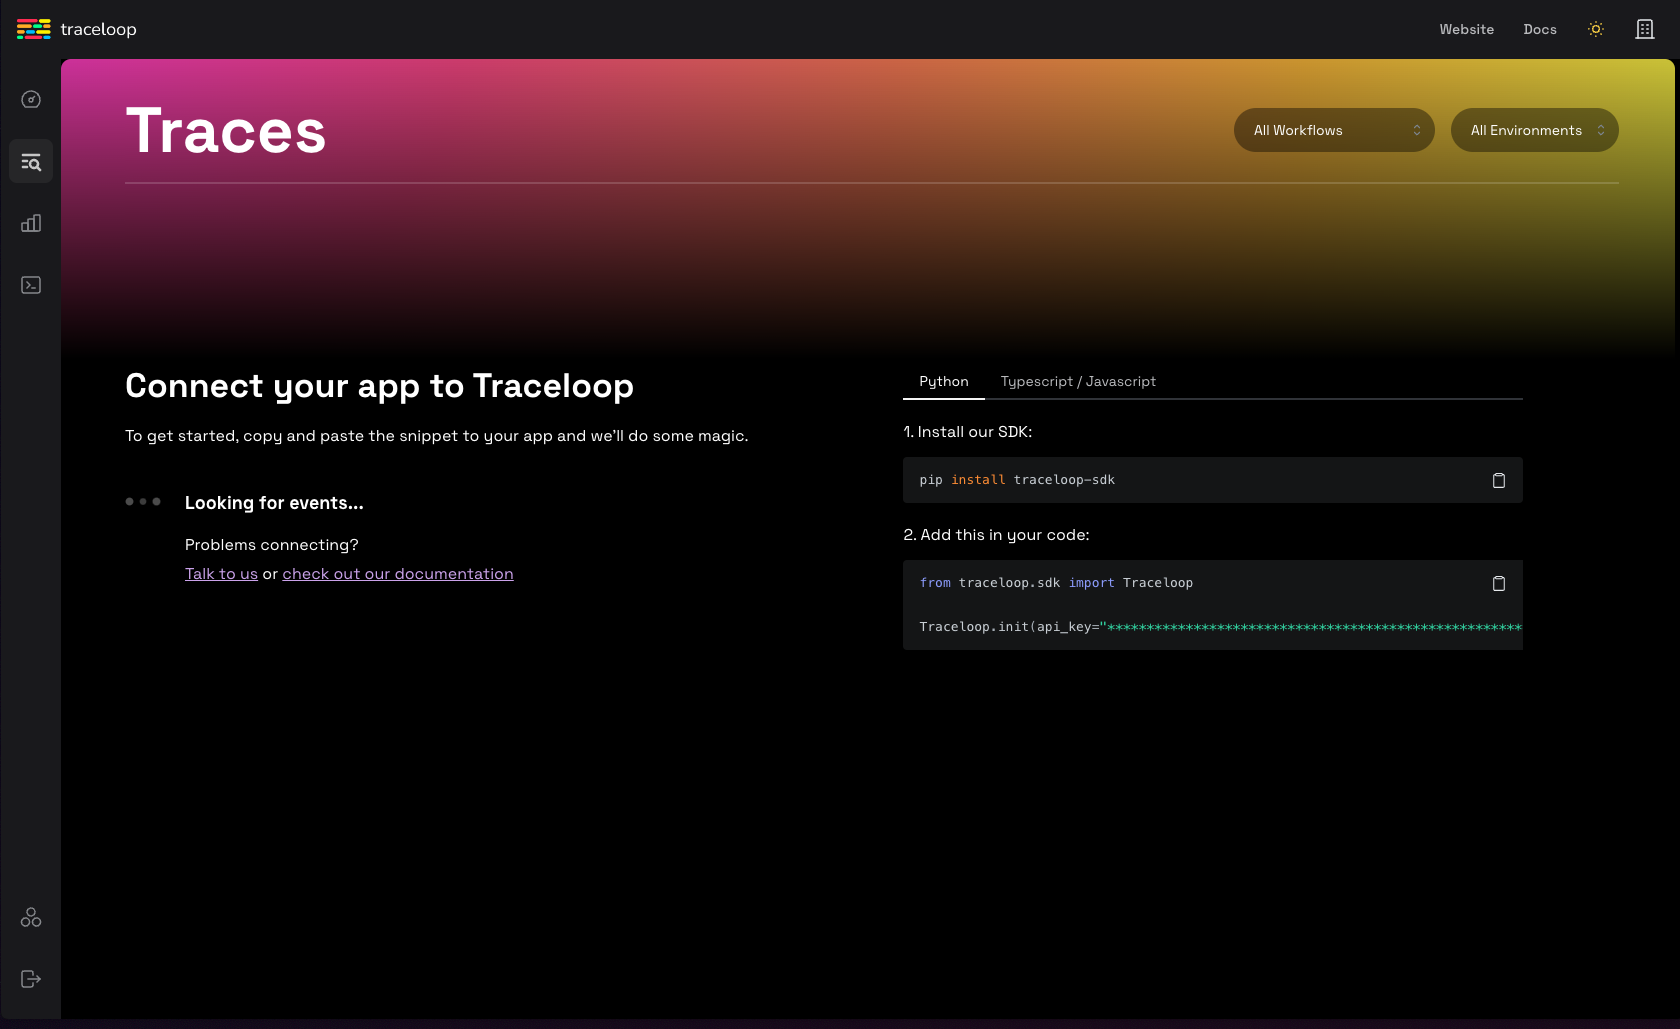 traceloop
Website
Docs
Traces
All Workflows
All Environments
Connect your app to Traceloop
To get started, copy and paste the snippet to your app and we'll do some magic.
Looking for events...
Problems connecting?
Talk to us or check out our documentation
Python
Typescript / Javascript
1. Install our SDK:
pip install traceloop-sdk
2. Add this in your code:
from traceloop.sdk import Traceloop
Traceloop.init(api_key="*****************************************************